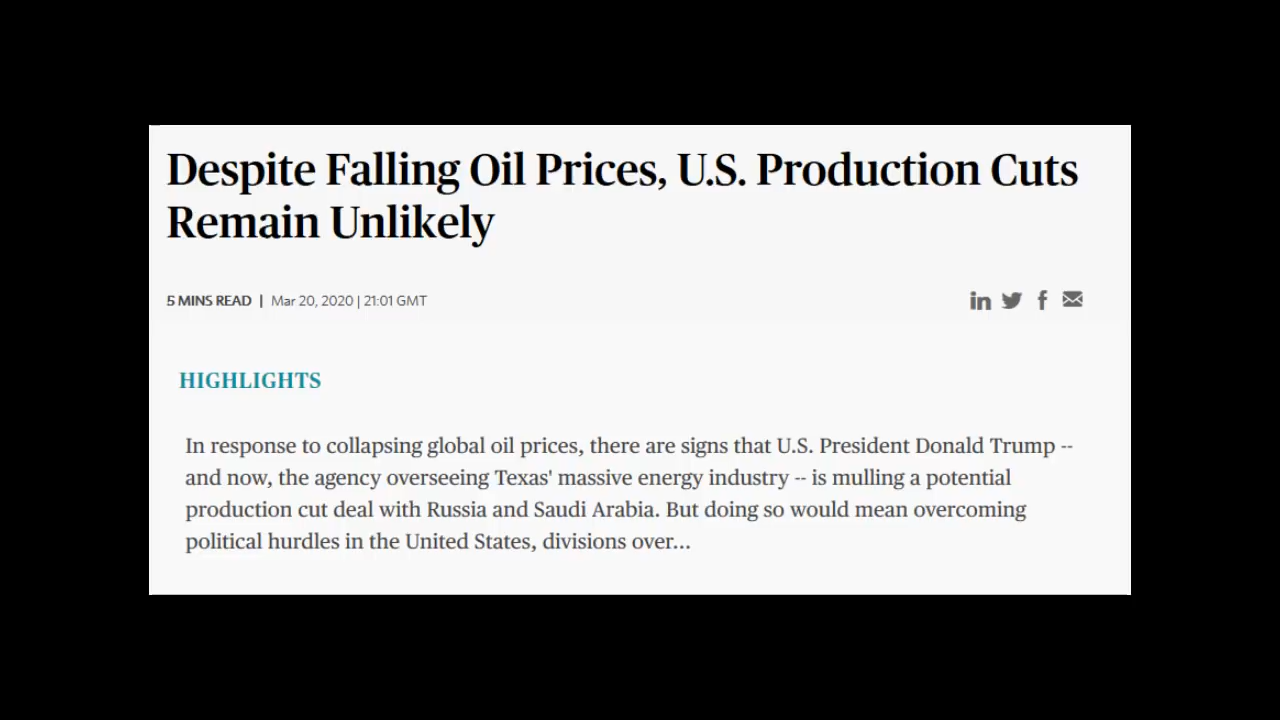 Despite Falling Oil Prices, U.S. Production Cuts
Remain Unlikely
5 MINS READ | Mar 20, 2020 | 21:01 GMT
HIGHLIGHTS
In response to collapsing global oil prices, there are signs that U.S. President Donald Trump --
and now, the agency overseeing Texas' massive energy industry -- is mulling a potential
production cut deal with Russia and Saudi Arabia. But doing so would mean overcoming
political hurdles in the United States, divisions over...